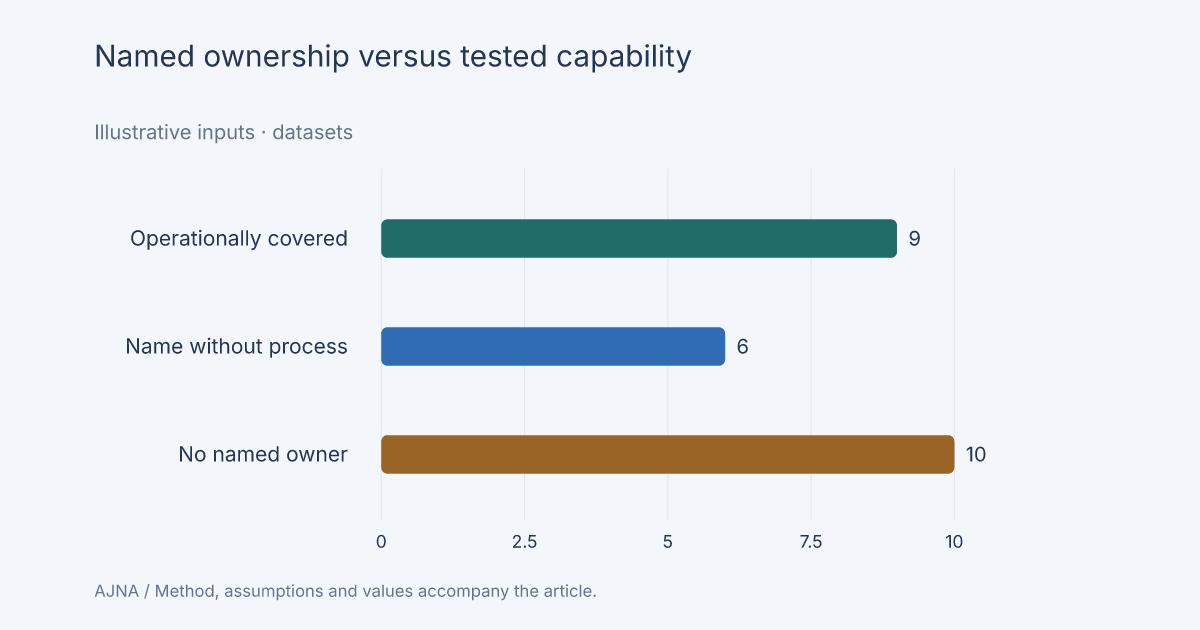 Named ownership versus tested capability
Illustrative inputs · datasets
Operationally covered
9
Name without process
6
No named owner
10
0 2.5 5 7.5 10
AJNA / Method, assumptions and values accompany the article.